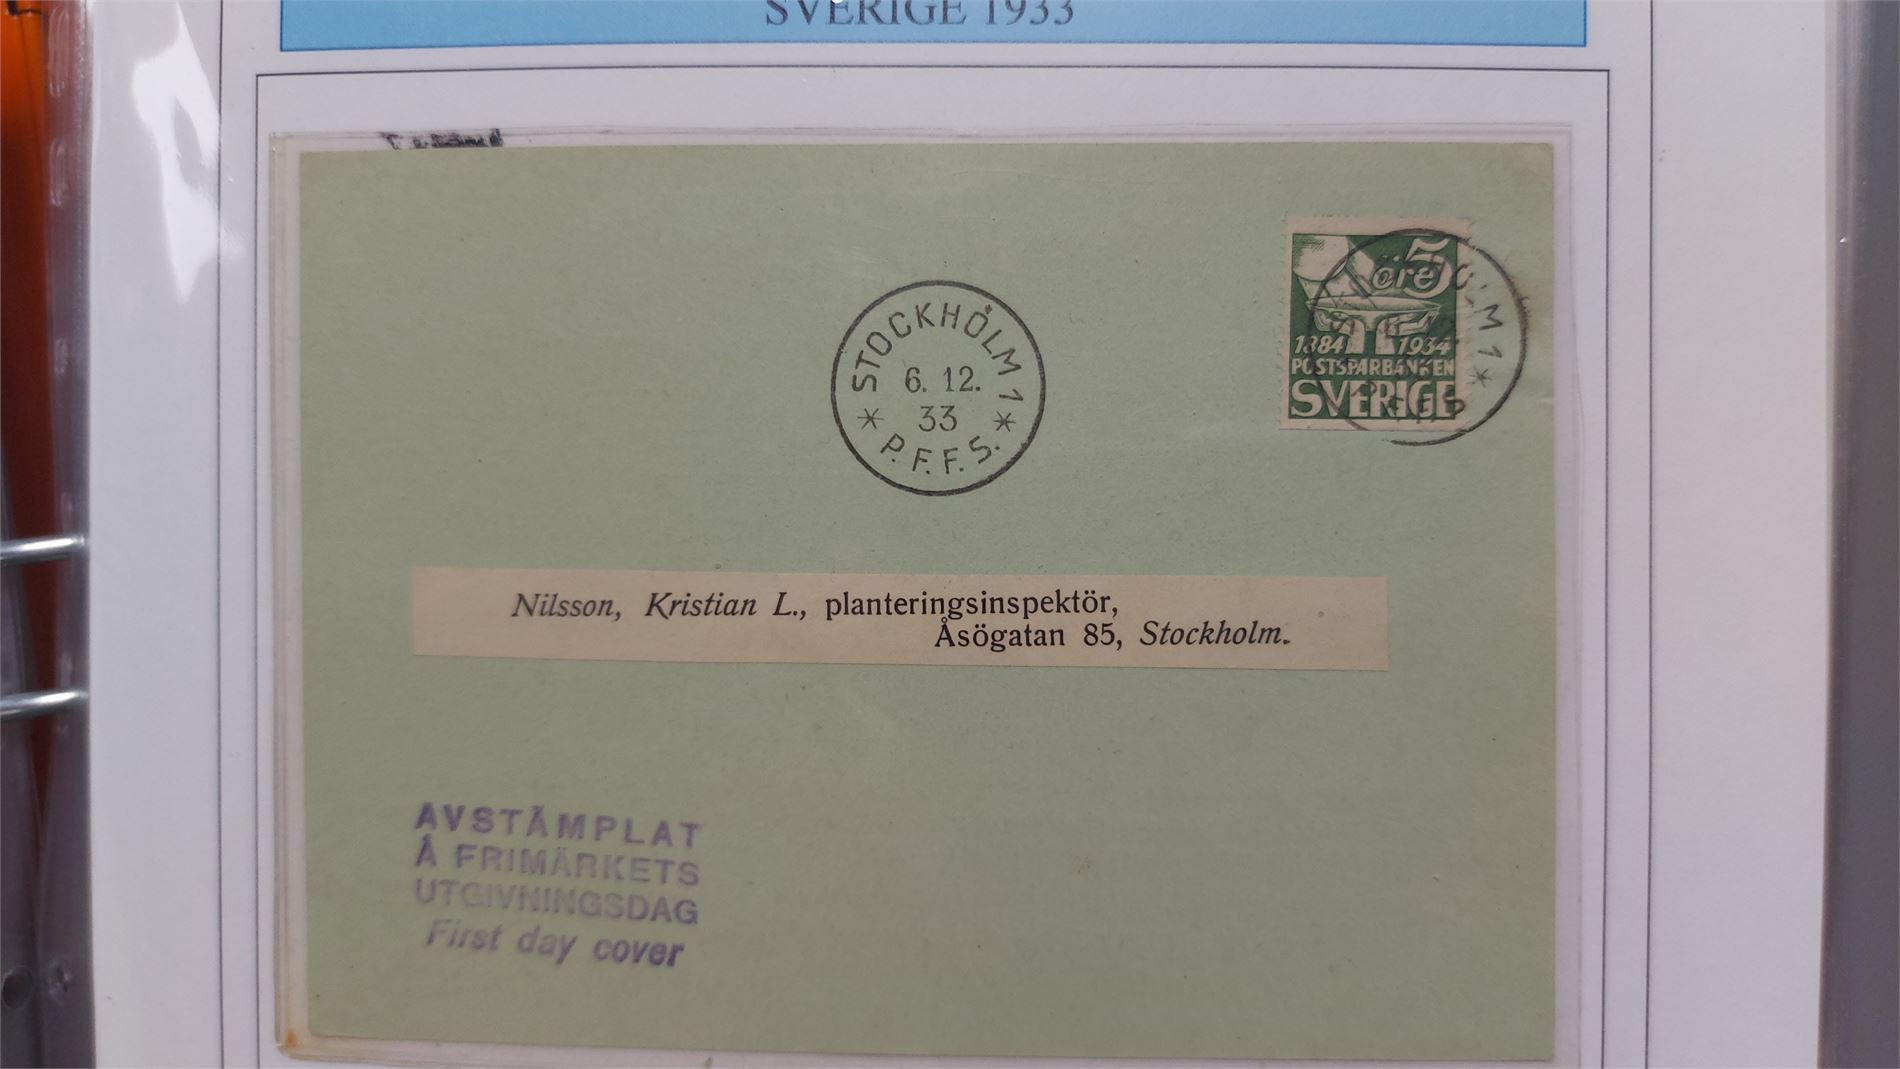 SVERIGE 1933
öre 5
1884 1934
POSTSPARBANKEN
SVERIGE
STOCKHOLM 1
6. 12.
33
* P.F.F.S. *
Nilsson, Kristian L., planteringsinspektör,
Åsögatan 85, Stockholm.
AVSTÄMPLAT
Å FRIMÄRKETS
UTGIVNINGSDAG
First day cover